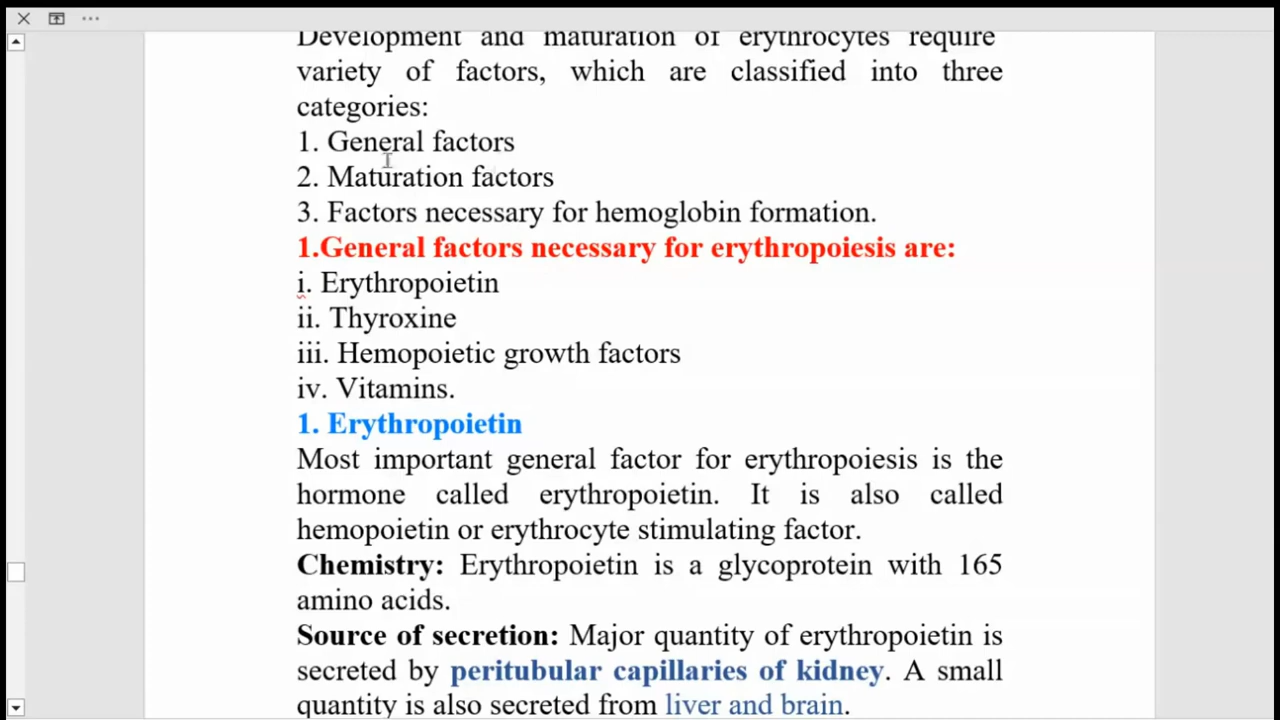 Development and maturation of erythrocytes require
variety of factors, which are classified into three
categories:
1. General factors
2. Maturation factors
3. Factors necessary for hemoglobin formation.
1.General factors necessary for erythropoiesis are:
i. Erythropoietin
ii. Thyroxine
iii. Hemopoietic growth factors
iv. Vitamins.
1. Erythropoietin
Most important general factor for erythropoiesis is the
hormone called erythropoietin. It is also called
hemopoietin or erythrocyte stimulating factor.
Chemistry: Erythropoietin is a glycoprotein with 165
amino acids.
Source of secretion: Major quantity of erythropoietin is
secreted by peritubular capillaries of kidney. A small
quantity is also secreted from liver and brain.